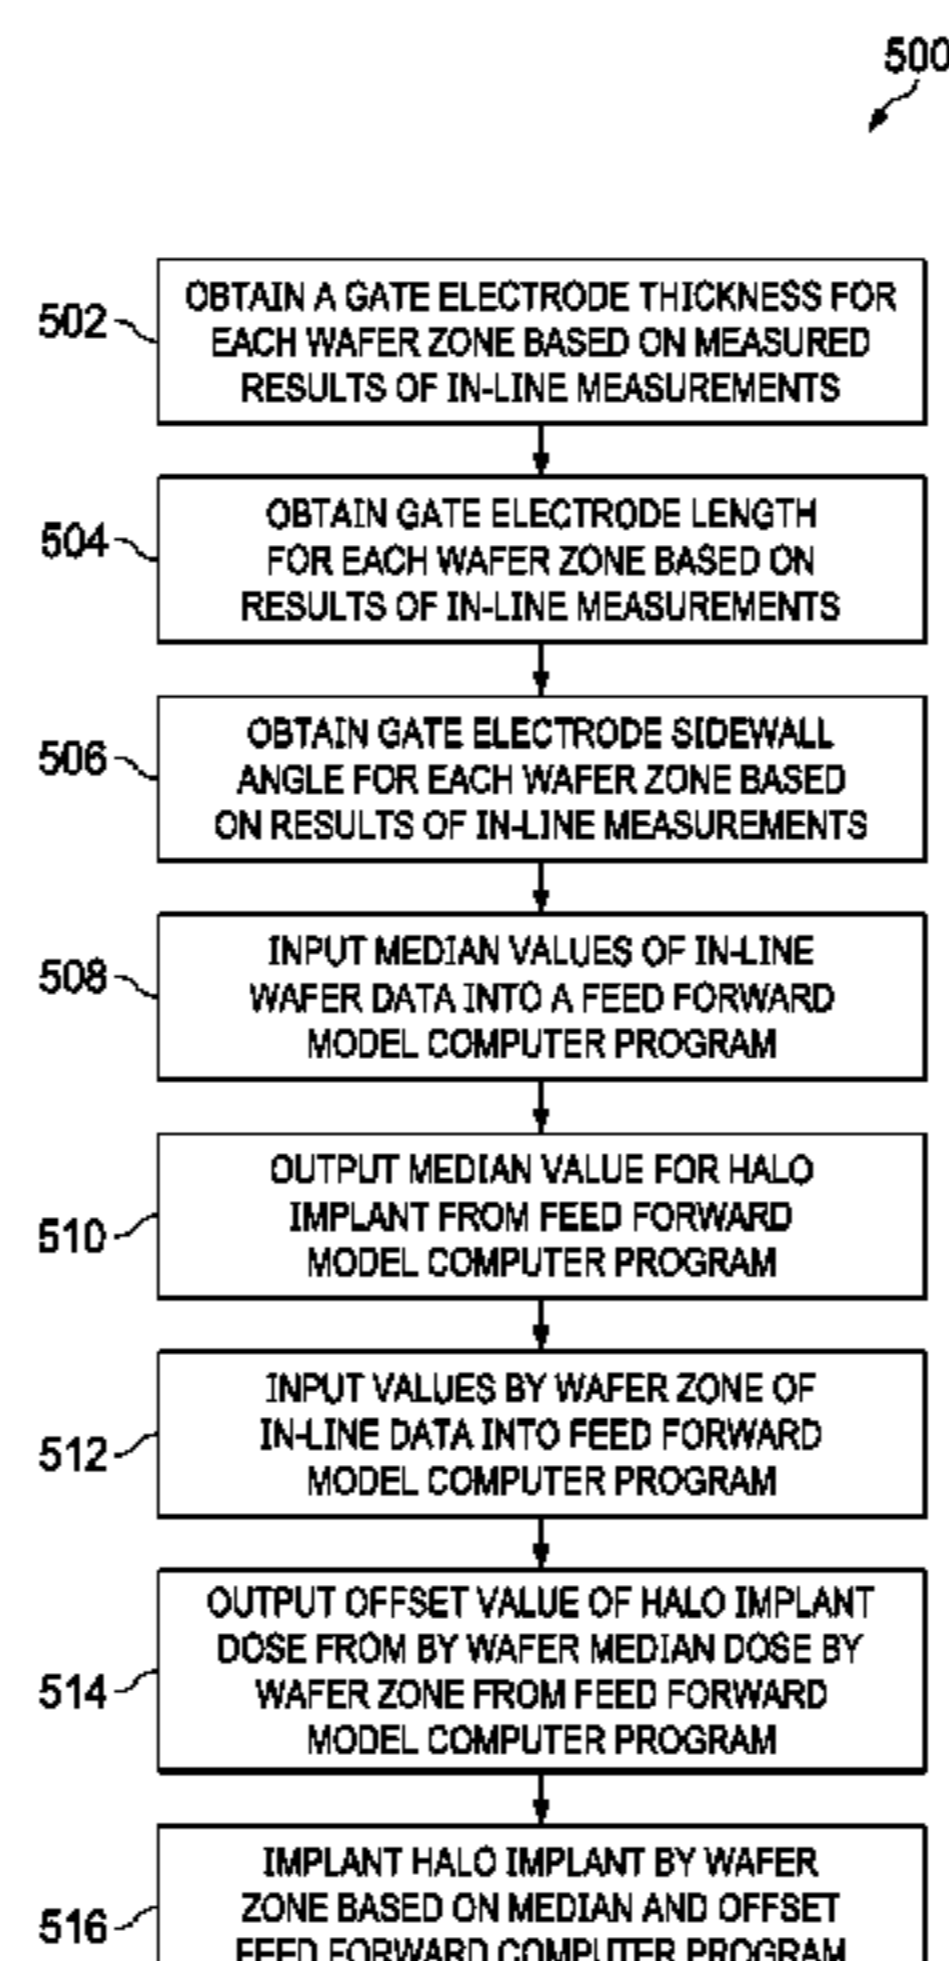 500
502
OBTAIN A GATE ELECTRODE THICKNESS FOR
EACH WAFER ZONE BASED ON MEASURED
RESULTS OF IN-LINE MEASUREMENTS
504
OBTAIN GATE ELECTRODE LENGTH
FOR EACH WAFER ZONE BASED ON
RESULTS OF IN-LINE MEASUREMENTS
506
OBTAIN GATE ELECTRODE SIDEWALL
ANGLE FOR EACH WAFER ZONE BASED
ON RESULTS OF IN-LINE MEASUREMENTS
508
INPUT MEDIAN VALUES OF IN-LINE
WAFER DATA INTO A FEED FORWARD
MODEL COMPUTER PROGRAM
510
OUTPUT MEDIAN VALUE FOR HALO
IMPLANT FROM FEED FORWARD
MODEL COMPUTER PROGRAM
512
INPUT VALUES BY WAFER ZONE OF
IN-LINE DATA INTO FEED FORWARD
MODEL COMPUTER PROGRAM
514
OUTPUT OFFSET VALUE OF HALO IMPLANT
DOSE FROM BY WAFER MEDIAN DOSE BY
WAFER ZONE FROM FEED FORWARD
MODEL COMPUTER PROGRAM
516
IMPLANT HALO IMPLANT BY WAFER
ZONE BASED ON MEDIAN AND OFFSET
FEED FORWARD COMPUTER PROGRAM